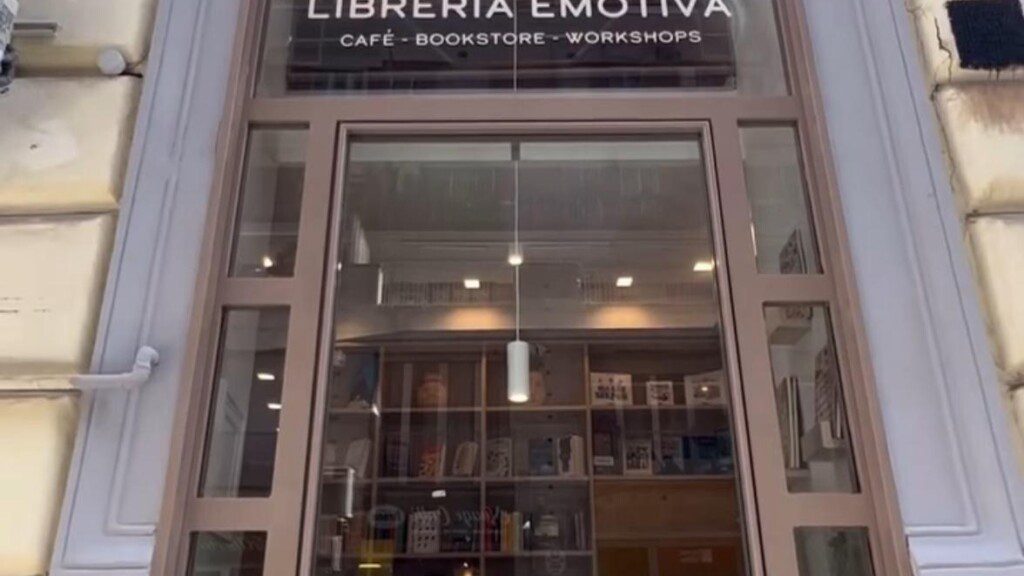 LIBRERIA EMOTIVA
CAFÉ - BOOKSTORE - WORKSHOPS